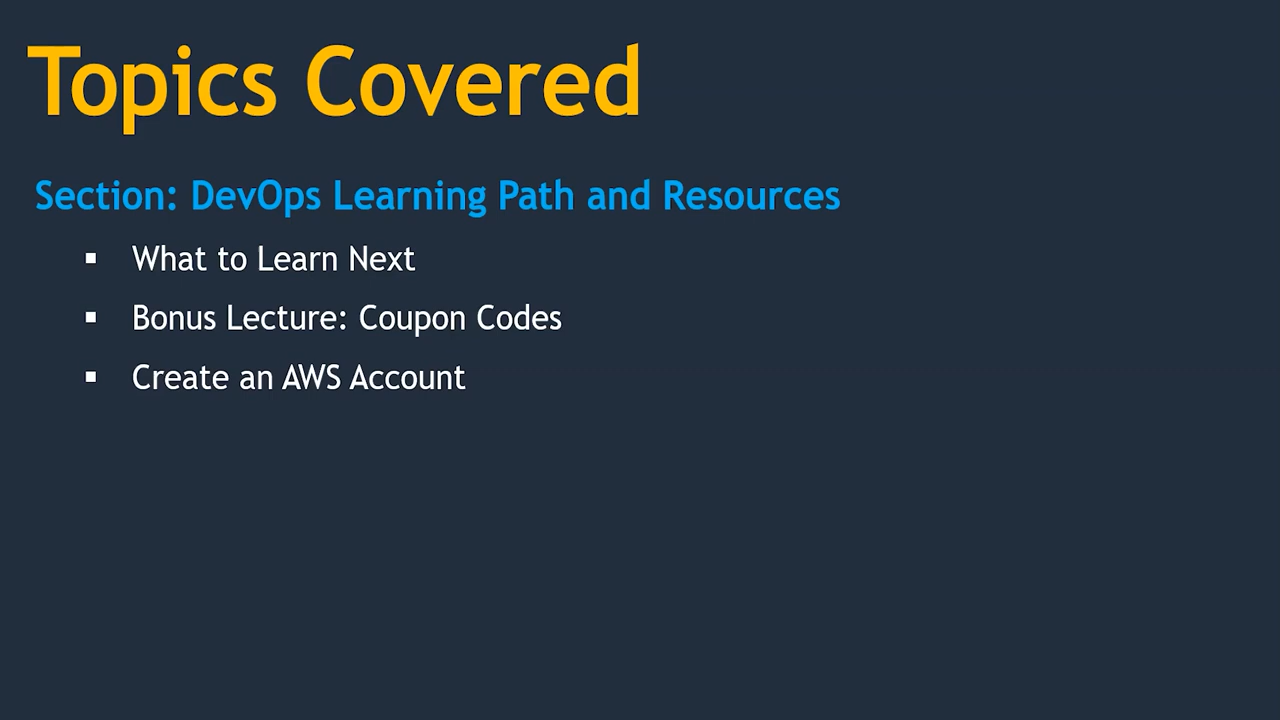 Topics Covered
Section: DevOps Learning Path and Resources
▪ What to Learn Next
▪ Bonus Lecture: Coupon Codes
▪ Create an AWS Account